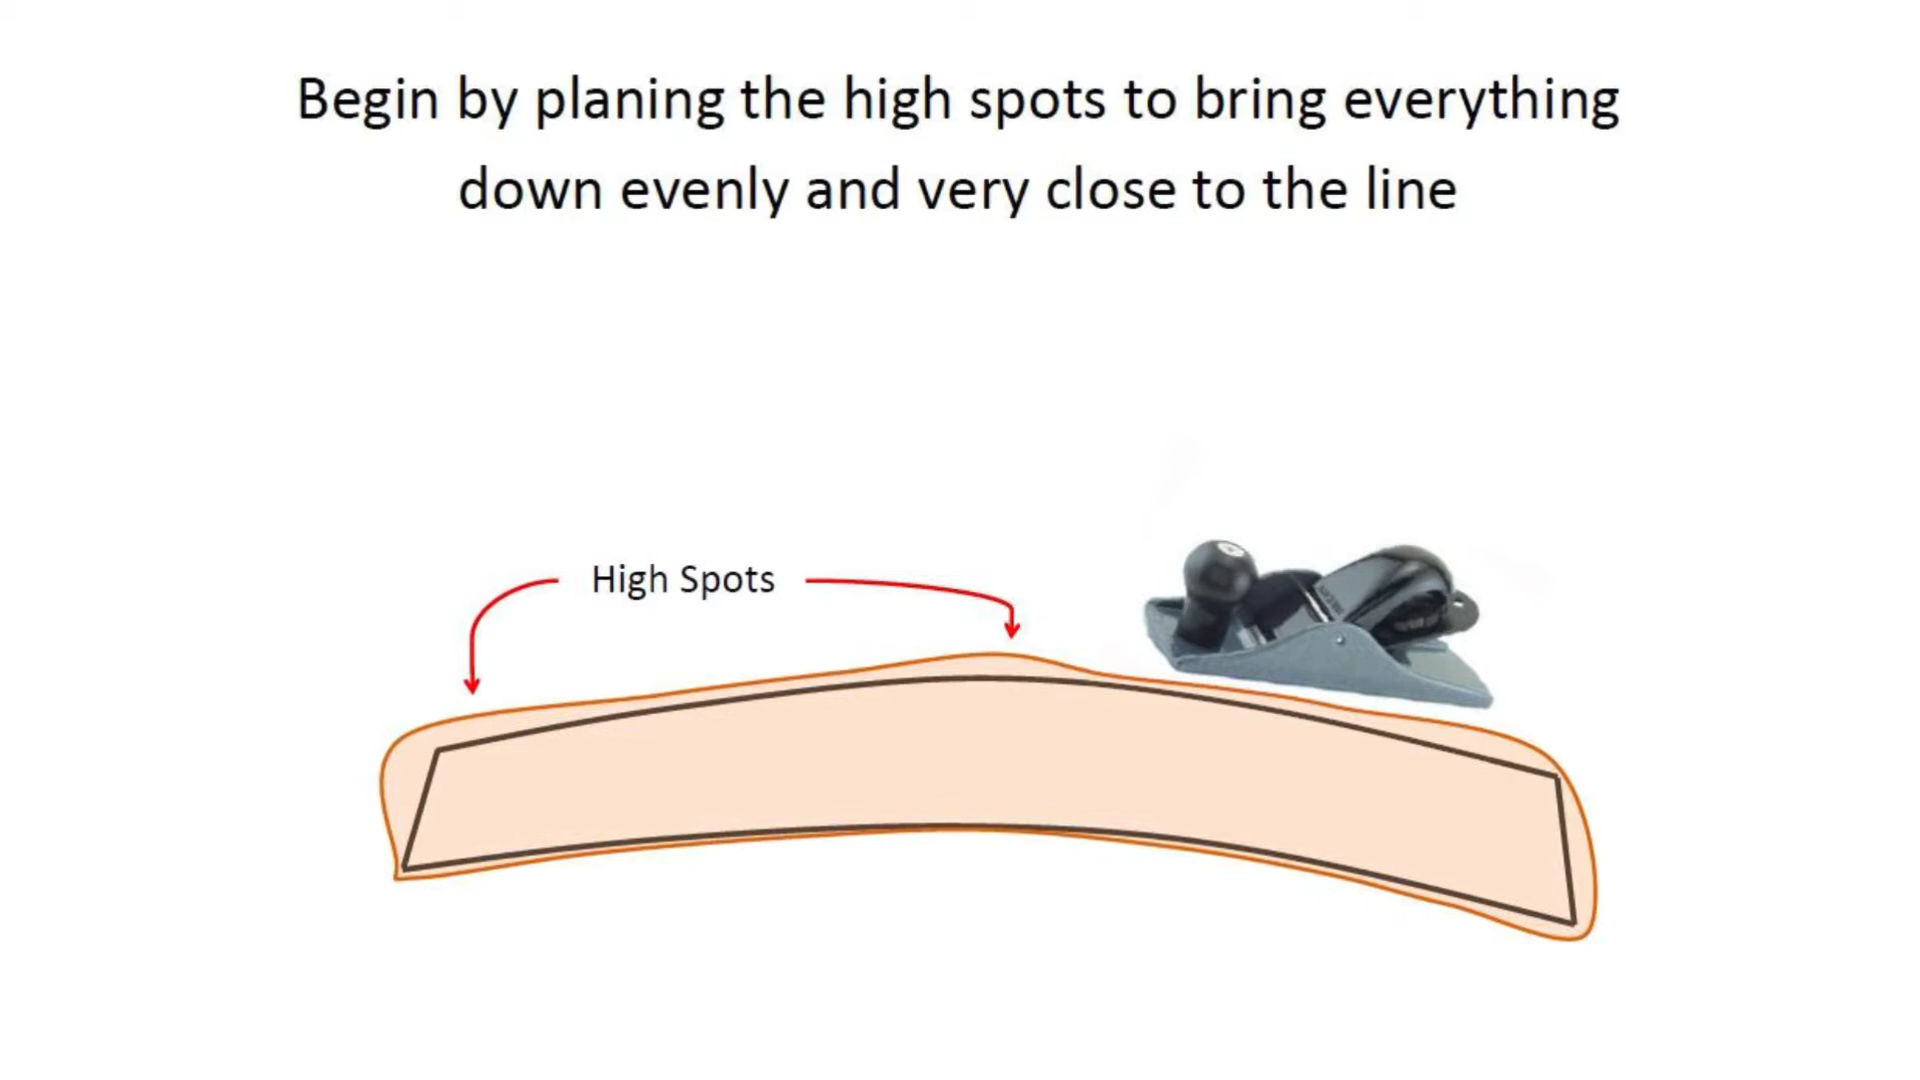 Begin by planing the high spots to bring everything
down evenly and very close to the line
High Spots